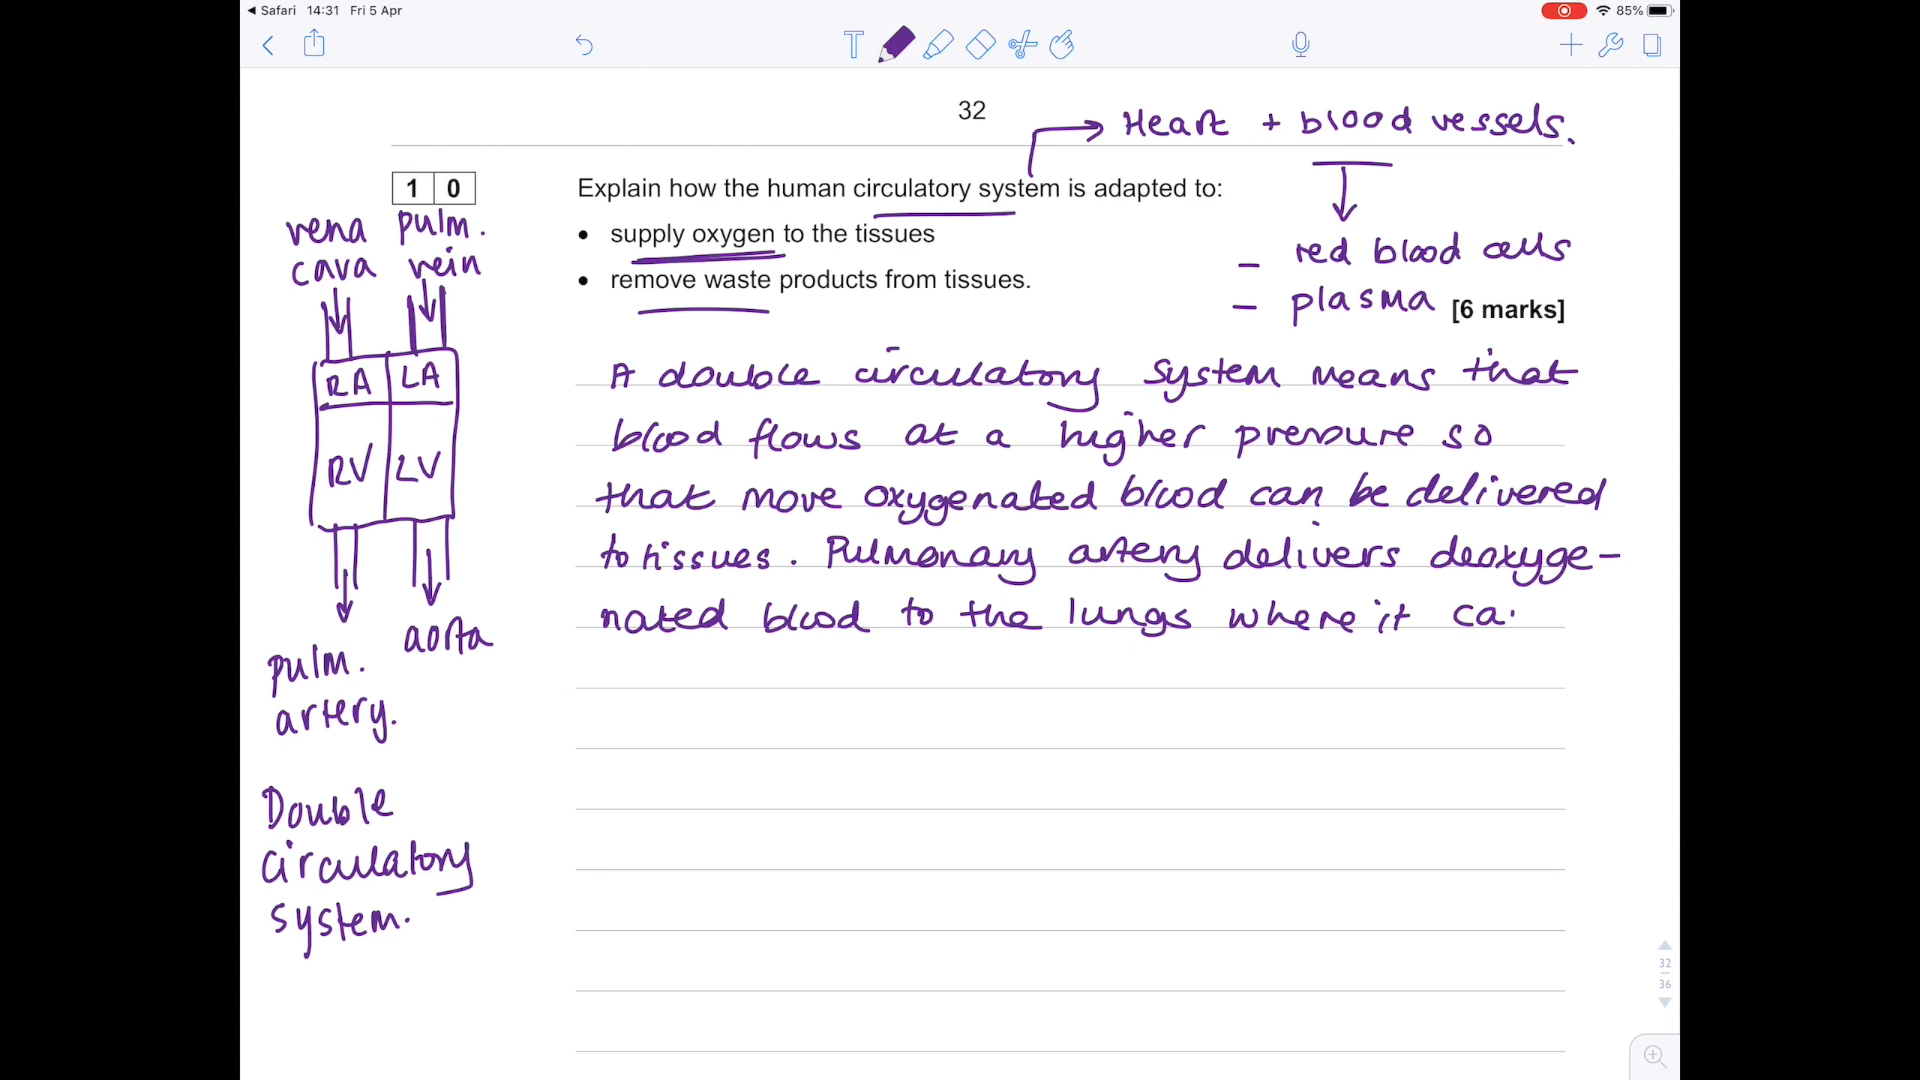 Safari 14:31 Fri 5 Apr
85%
T
32
Heart + blood vessels.
1 0
Explain how the human circulatory system is adapted to:
• supply oxygen to the tissues
• remove waste products from tissues.
- red blood cells
- plasma
[6 marks]
vena cava
pulm. vein
RA LA
RV LV
pulm. artery.
aorta
Double
circulatory
system.
A double circulatory system means that
blood flows at a higher pressure so
that more oxygenated blood can be delivered
to tissues. Pulmonary artery delivers deoxyge-
nated blood to the lungs where it ca
32
36